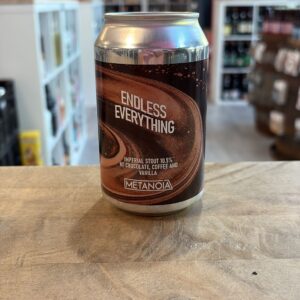 ENDLESS
EVERYTHING
IMPERIAL STOUT 10.5%
W/ CHOCOLATE, COFFEE AND
VANILLA
METANOIA